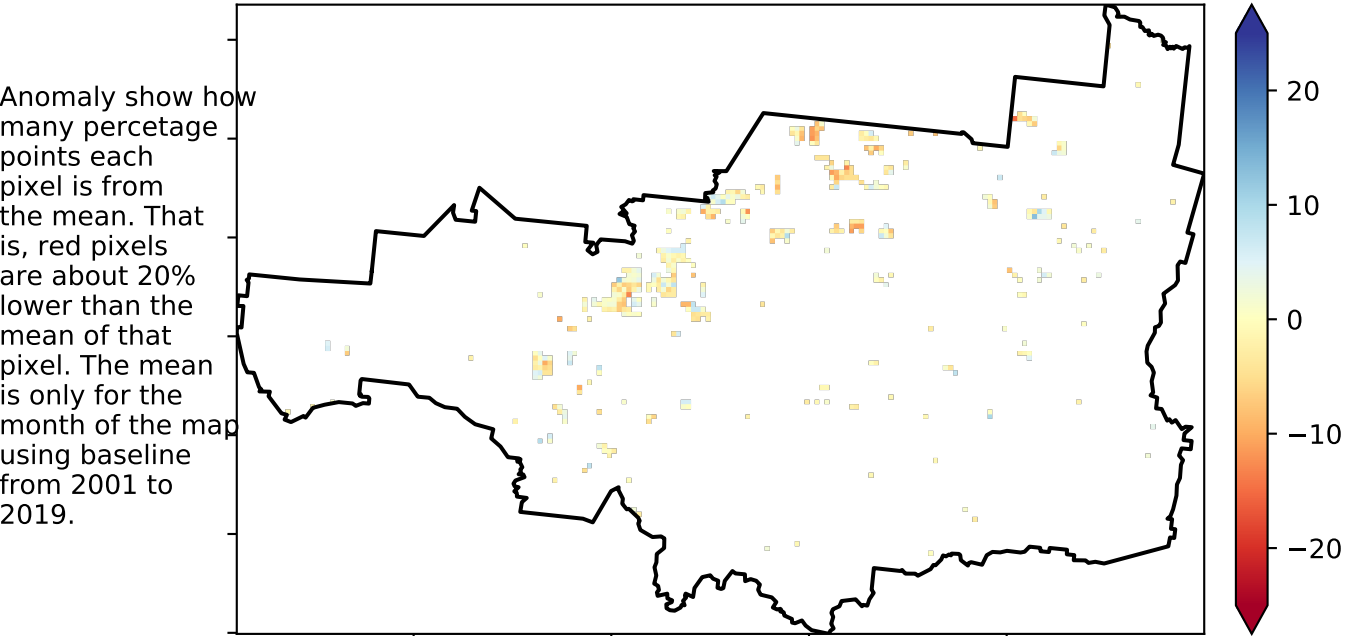 Anomaly show how
many percetage
points each
pixel is from
the mean. That
is, red pixels
are about 20%
lower than the
mean of that
pixel. The mean
is only for the
month of the map
using baseline
from 2001 to
2019.
20
10
0
−10
−20